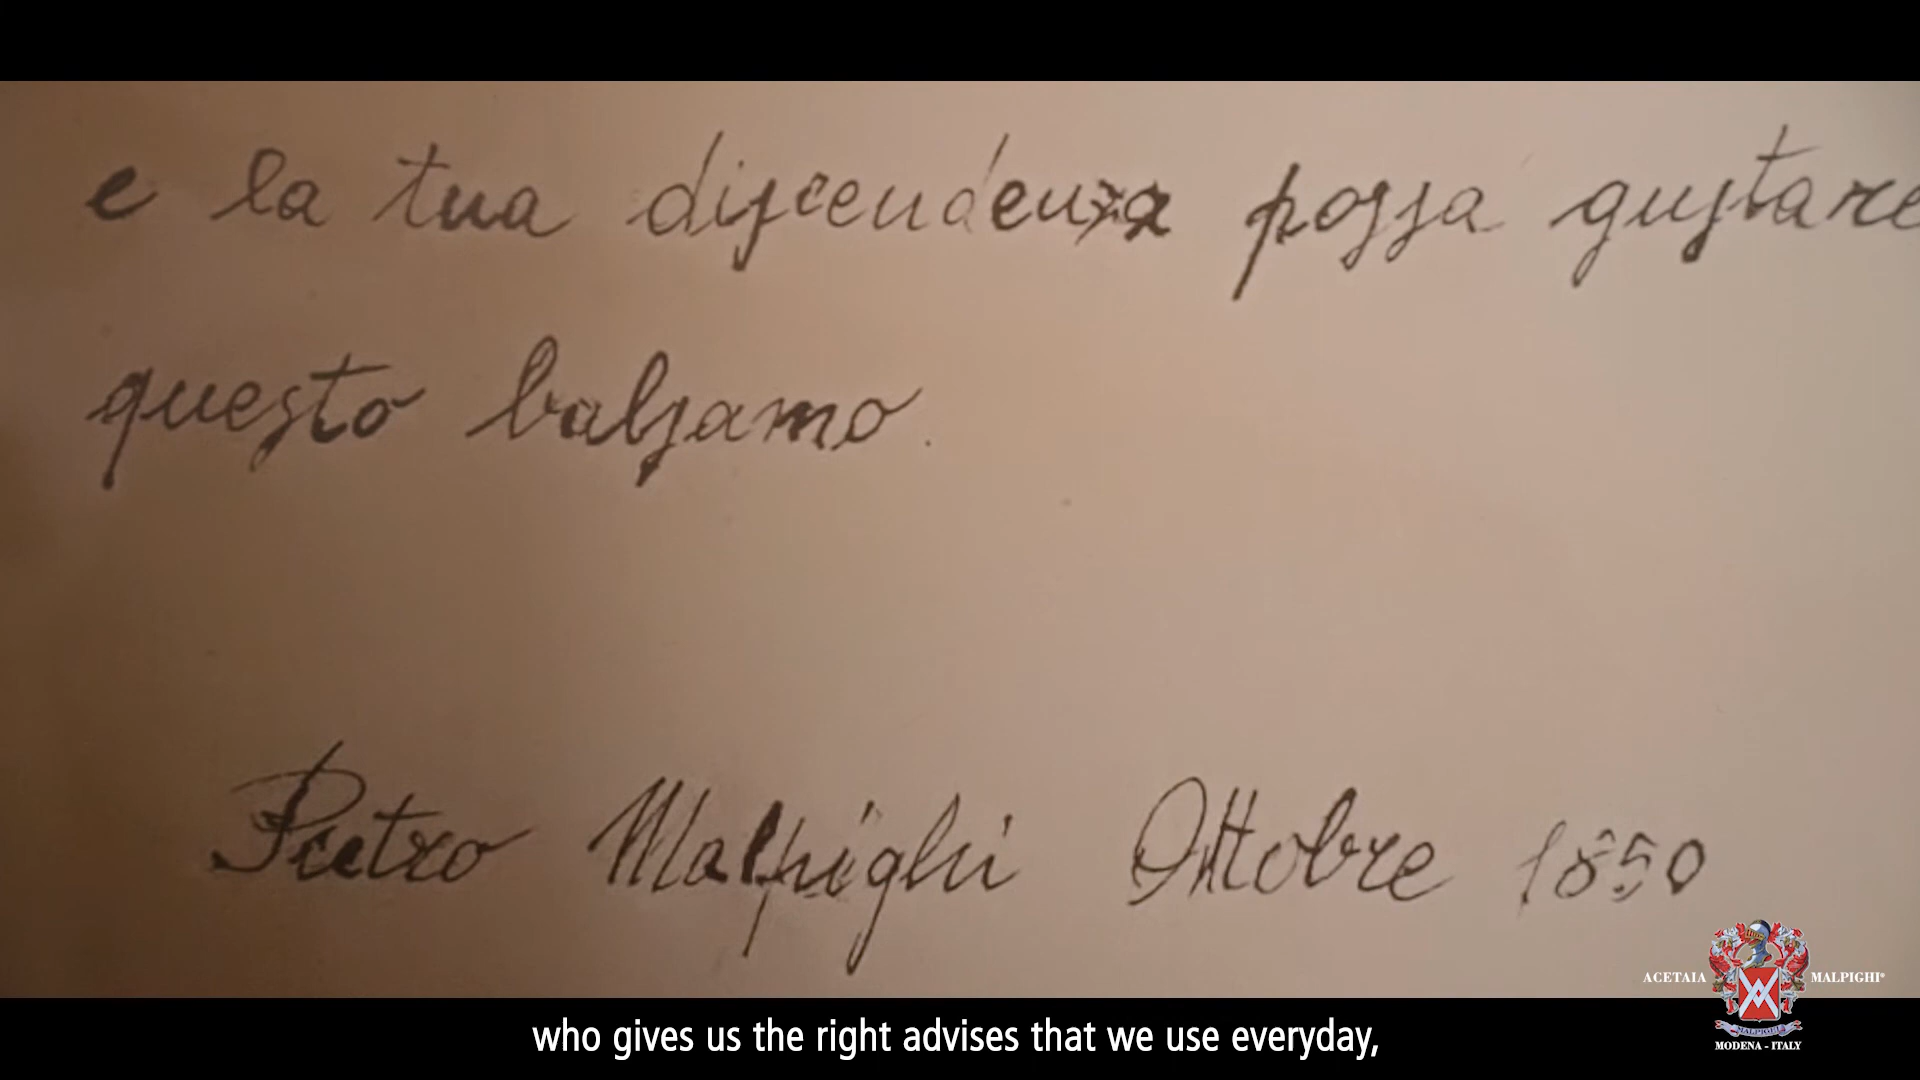 e la tua discendenza possa gustare
questo balsamo.
Pietro Malpighi Ottobre 1850
ACETAIA MALPIGHI®
MALPIGHI
MODENA - ITALY
who gives us the right advises that we use everyday,